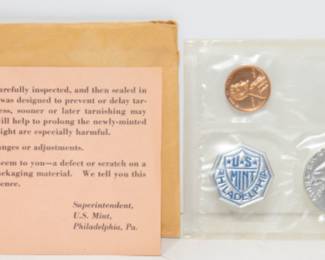 arefully inspected, and then sealed in
was designed to prevent or delay tar-
ess, sooner or later tarnishing may
will help to prolong the newly-minted
ight are especially harmful.
nges or adjustments.
eem to you—a defect or scratch on a
ckaging material. We tell you this
ence.
Superintendent,
U.S. Mint,
Philadelphia, Pa.
U·S
MINT
PHILADELPHIA